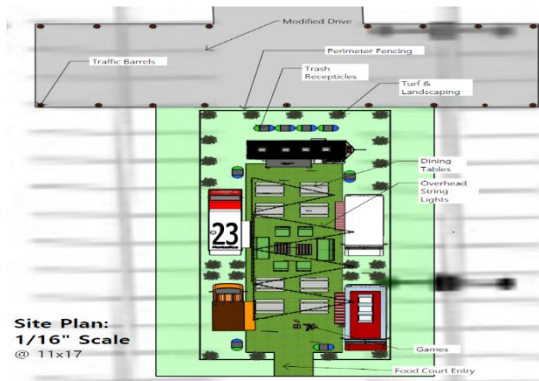 Modified Drive
Perimeter Fencing
Traffic Barrels
Trash
Recepticles
Turf &
Landscaping
Dining
Tables
Overhead
String
Lights
23
Site Plan:
1/16" Scale
@ 11x17
Games
Food Court Entry